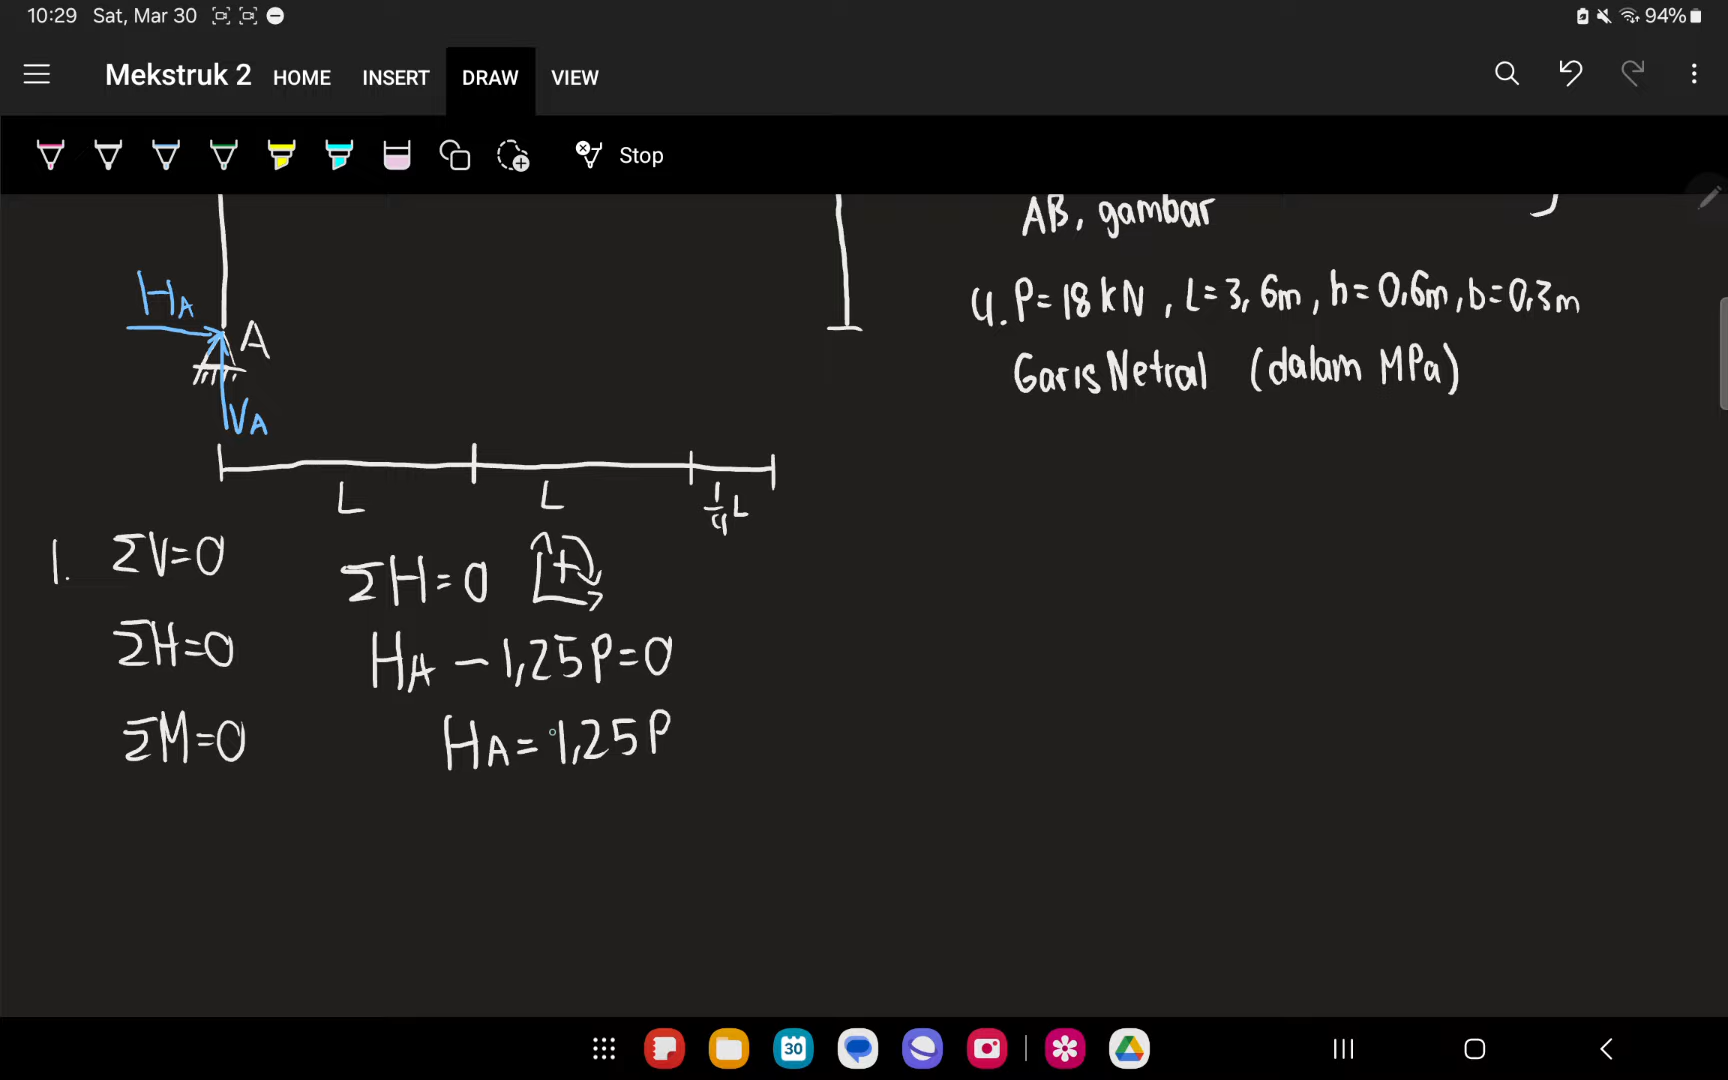 10:29 Sat, Mar 30 94%
Mekstruk 2 HOME INSERT DRAW VIEW
Stop
AB, gambar
4. P=18 kN, L=3,6m, h=0,6m, b=0,3m
Garis Netral (dalam MPa)
HA
A
VA
L L 1/4 L
1. ΣV=0
ΣH=0
ΣM=0
ΣH=0 +
HA - 1,25P=0
HA = 1,25P
30